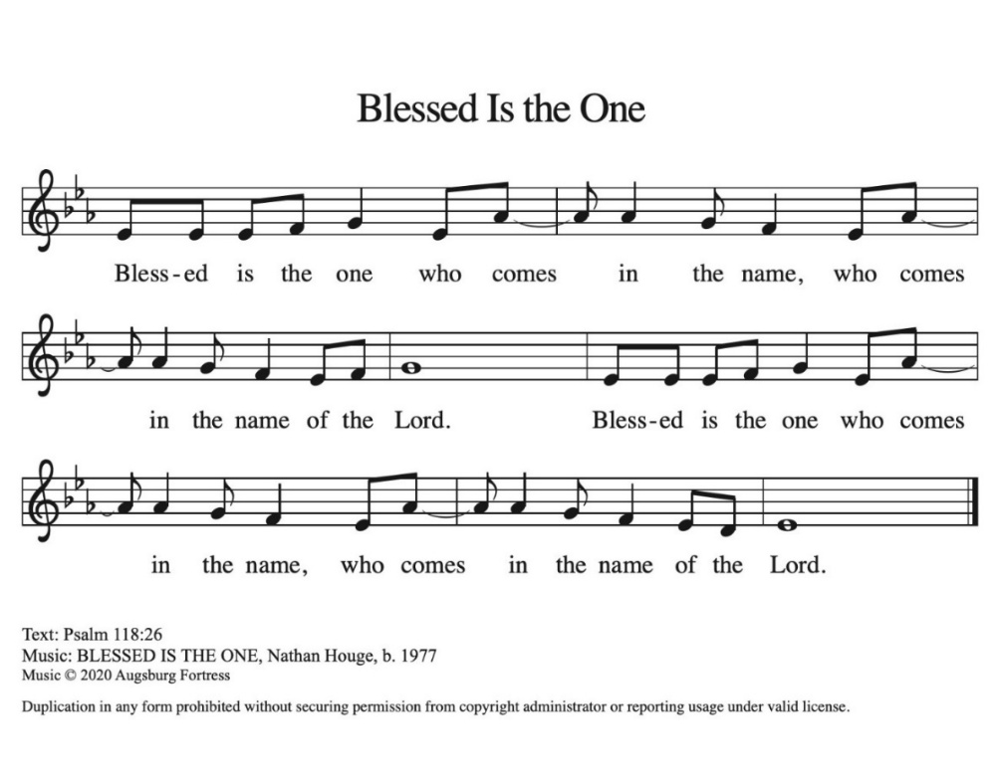 Blessed Is the One
Bless-ed is the one who comes in the name, who comes
in the name of the Lord. Bless-ed is the one who comes
in the name, who comes in the name of the Lord.
Text: Psalm 118:26
Music: BLESSED IS THE ONE, Nathan Houge, b. 1977
Music © 2020 Augsburg Fortress
Duplication in any form prohibited without securing permission from copyright administrator or reporting usage under valid license.